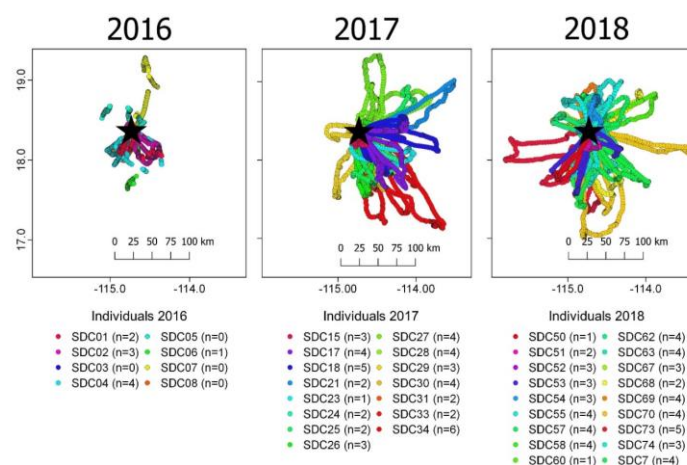 2016 2017 2018
19.0
18.0
17.0
0 25 50 75 100 km
0 25 50 75 100 km
0 25 50 75 100 km
-115.0 -114.0
-115.0 -114.0
-115.0 -114.0
Individuals 2016
SDC01 (n=2) SDC05 (n=0)
SDC02 (n=3) SDC06 (n=1)
SDC03 (n=0) SDC07 (n=0)
SDC04 (n=4) SDC08 (n=0)
Individuals 2017
SDC15 (n=3) SDC27 (n=4)
SDC17 (n=4) SDC28 (n=4)
SDC18 (n=5) SDC29 (n=3)
SDC21 (n=2) SDC30 (n=4)
SDC23 (n=1) SDC31 (n=2)
SDC24 (n=2) SDC33 (n=2)
SDC25 (n=2) SDC34 (n=6)
SDC26 (n=3)
Individuals 2018
SDC50 (n=1) SDC62 (n=4)
SDC51 (n=2) SDC63 (n=4)
SDC52 (n=3) SDC67 (n=3)
SDC53 (n=3) SDC68 (n=2)
SDC54 (n=3) SDC69 (n=4)
SDC55 (n=4) SDC70 (n=4)
SDC57 (n=4) SDC73 (n=5)
SDC58 (n=4) SDC74 (n=3)
SDC60 (n=1) SDC7 (n=4)